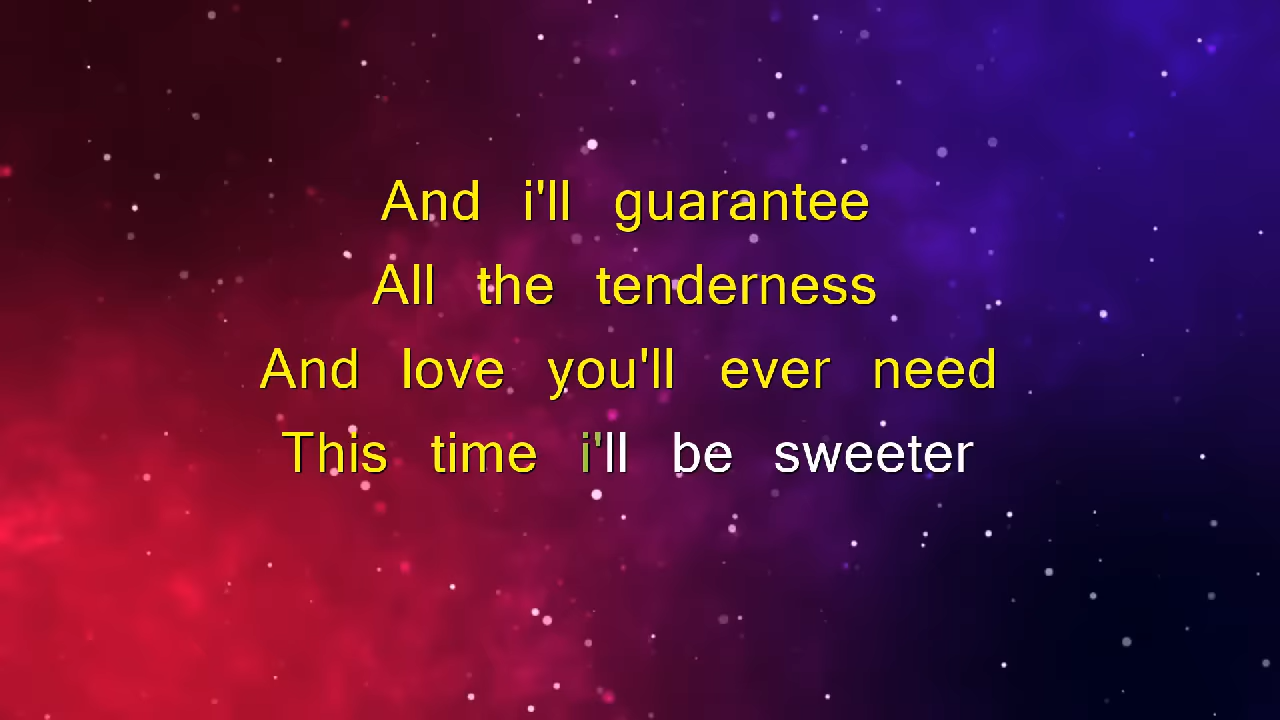 And i'll guarantee
All the tenderness
And love you'll ever need
This time i'll be sweeter